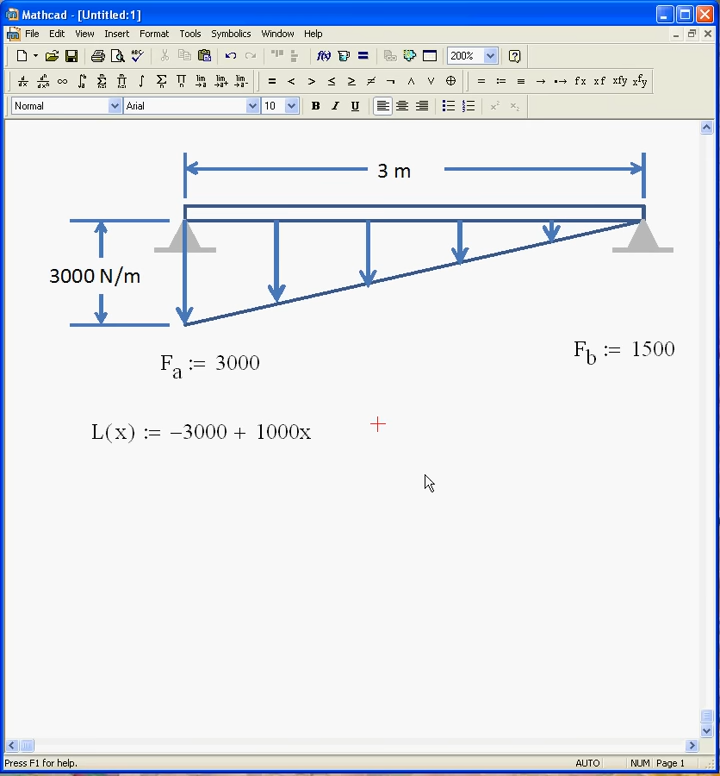 Mathcad - [Untitled:1]
File Edit View Insert Format Tools Symbolics Window Help
200%
Normal Arial 10 B I U
3 m
3000 N/m
Fa := 3000
Fb := 1500
L(x) := −3000 + 1000x
Press F1 for help. AUTO NUM Page 1